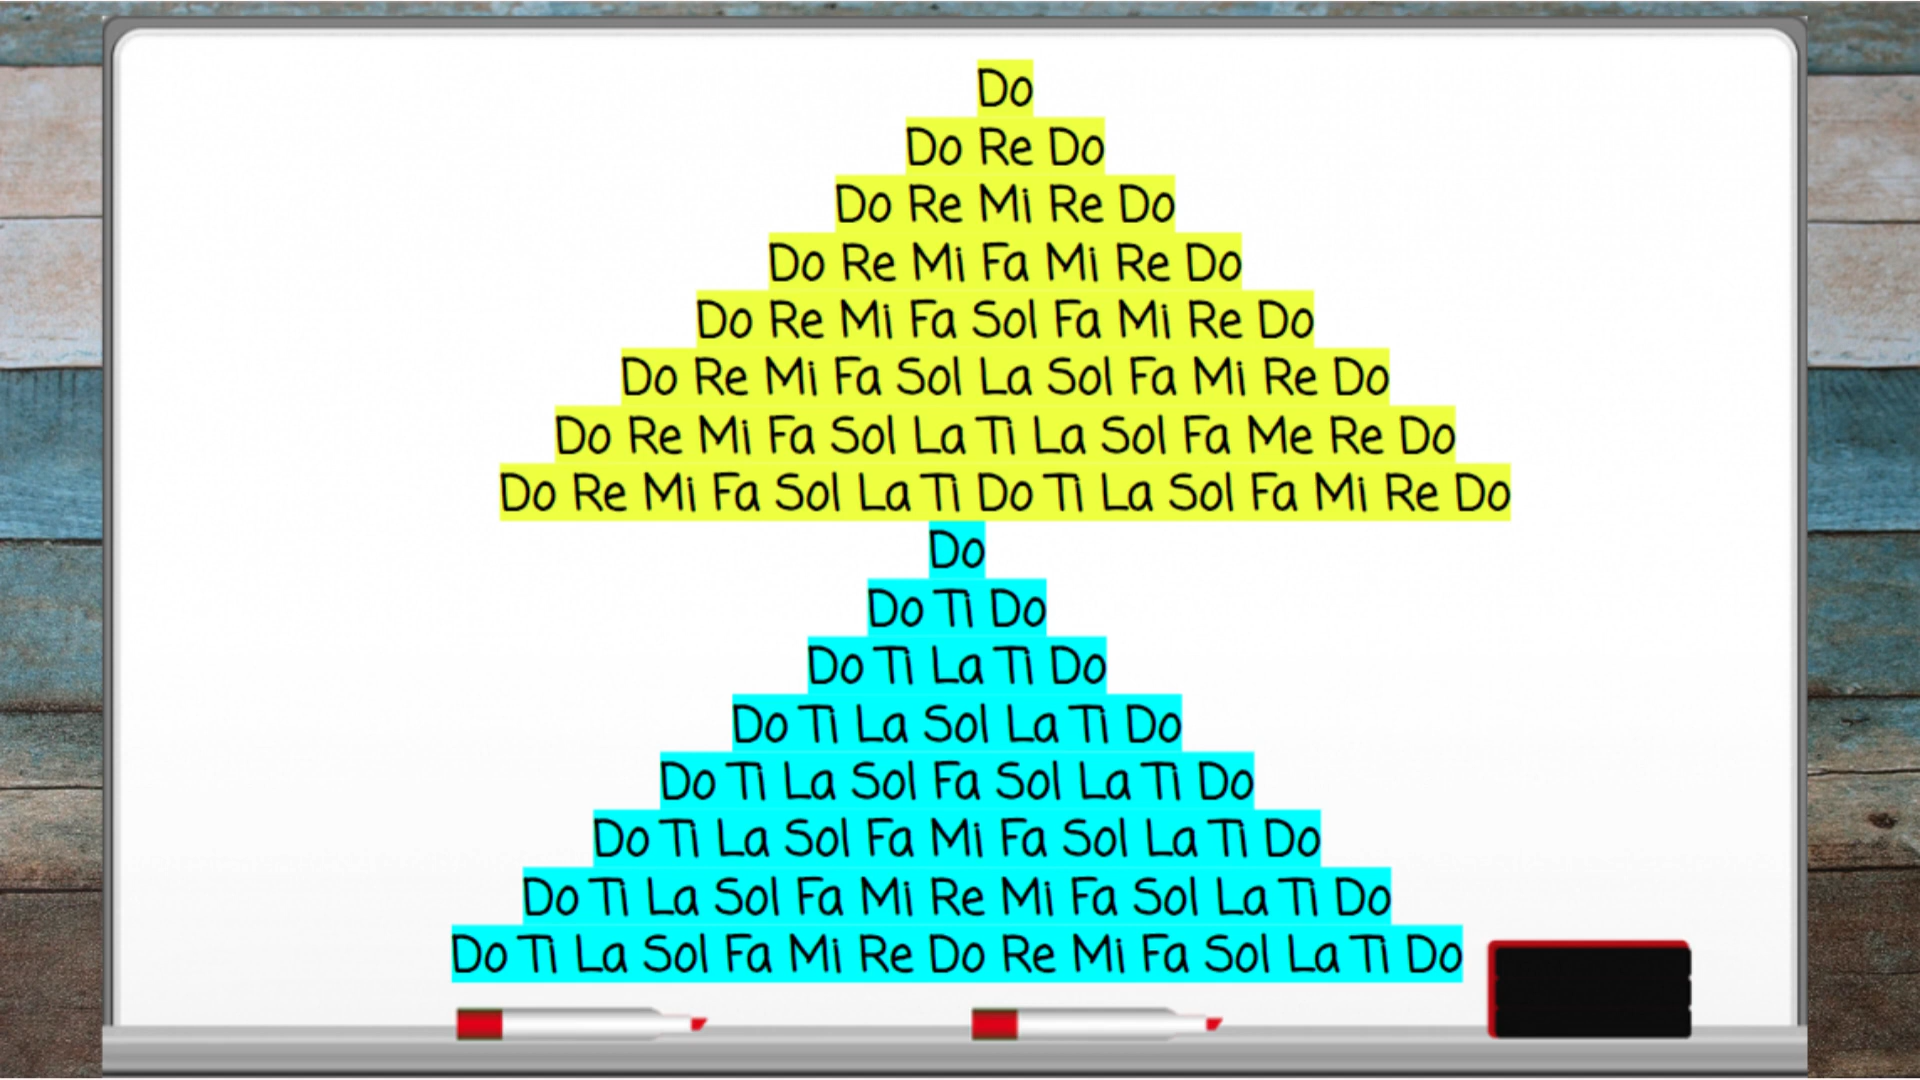 Do
Do Re Do
Do Re Mi Re Do
Do Re Mi Fa Mi Re Do
Do Re Mi Fa Sol Fa Mi Re Do
Do Re Mi Fa Sol La Sol Fa Mi Re Do
Do Re Mi Fa Sol La Ti La Sol Fa Me Re Do
Do Re Mi Fa Sol La Ti Do Ti La Sol Fa Mi Re Do
Do
Do Ti Do
Do Ti La Ti Do
Do Ti La Sol La Ti Do
Do Ti La Sol Fa Sol La Ti Do
Do Ti La Sol Fa Mi Fa Sol La Ti Do
Do Ti La Sol Fa Mi Re Mi Fa Sol La Ti Do
Do Ti La Sol Fa Mi Re Do Re Mi Fa Sol La Ti Do